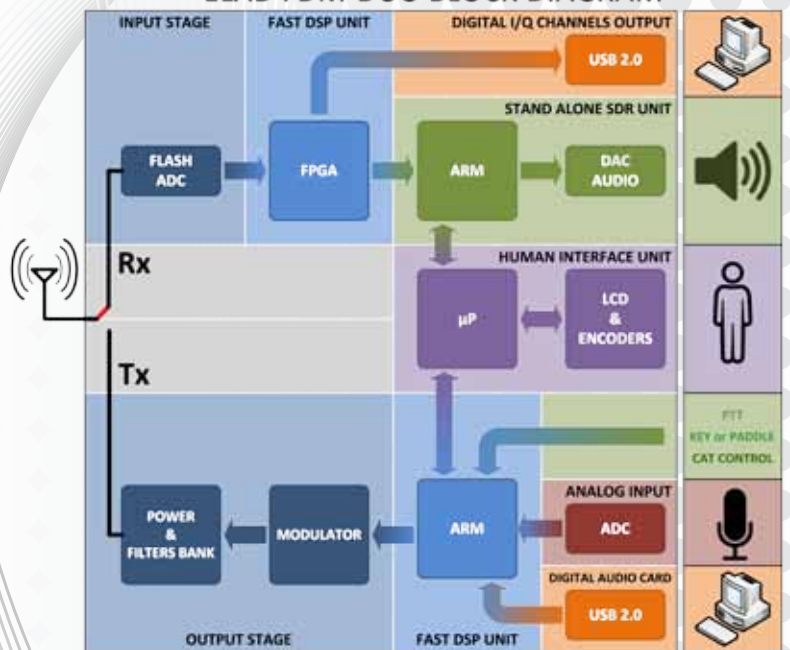 INPUT STAGE
FAST DSP UNIT
DIGITAL I/Q CHANNELS OUTPUT
USB 2.0
STAND ALONE SDR UNIT
FLASH
ADC
FPGA
ARM
DAC
AUDIO
Rx
HUMAN INTERFACE UNIT
µP
LCD
&
ENCODERS
Tx
PTT
KEY or PADDLE
CAT CONTROL
ANALOG INPUT
POWER
&
FILTERS BANK
MODULATOR
ARM
ADC
DIGITAL AUDIO CARD
USB 2.0
OUTPUT STAGE
FAST DSP UNIT